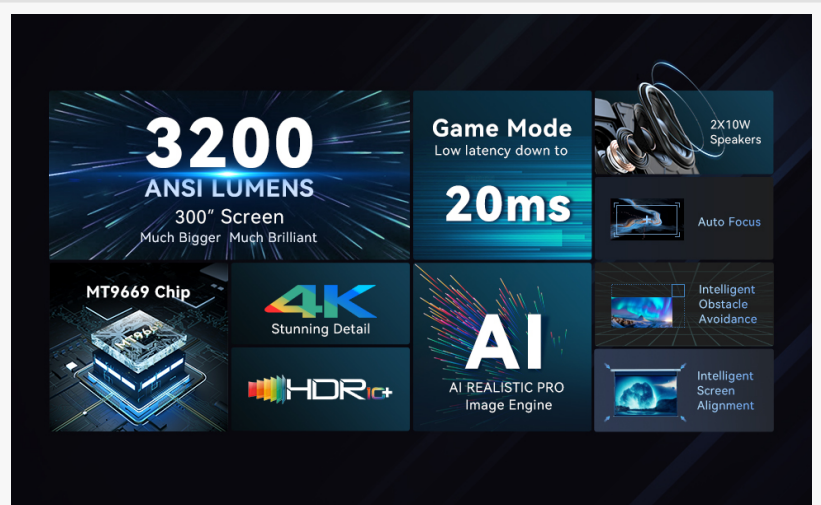 3200
ANSI LUMENS
300" Screen
Much Bigger Much Brilliant
Game Mode
Low latency down to
20ms
2X10W
Speakers
Auto Focus
MT9669 Chip
MT9669
4K
Stunning Detail
HDR10+
AI
AI REALISTIC PRO
Image Engine
Intelligent
Obstacle
Avoidance
Intelligent
Screen
Alignment